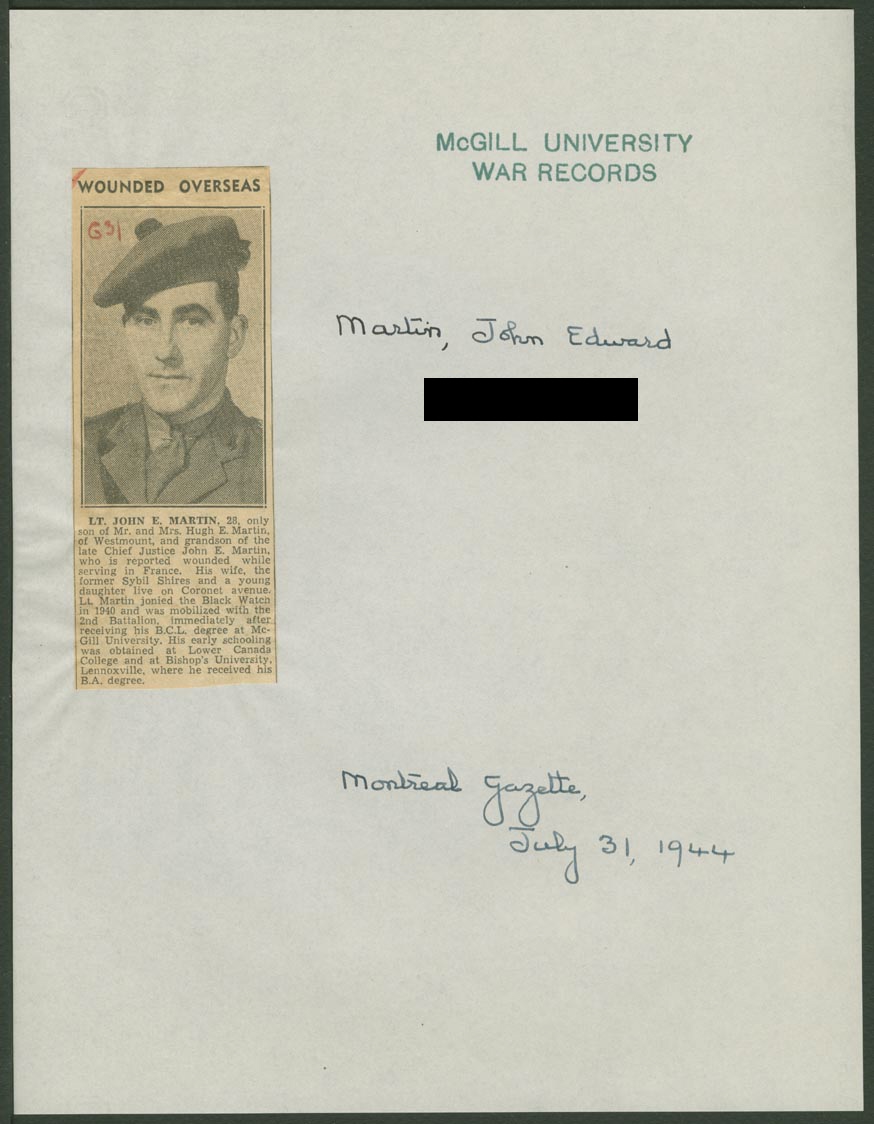 McGILL UNIVERSITY
WAR RECORDS
WOUNDED OVERSEAS
G31
Martin, John Edward
LT. JOHN E. MARTIN, 28, only
son of Mr. and Mrs. Hugh E. Martin,
of Westmount, and grandson of the
late Chief Justice John E. Martin,
who is reported wounded while
serving in France. His wife, the
former Sybil Shires and a young
daughter live on Coronet avenue.
Lt. Martin jonied the Black Watch
in 1940 and was mobilized with the
2nd Battalion, immediately after
receiving his B.C.L. degree at Mc-
Gill University. His early schooling
was obtained at Lower Canada
College and at Bishop's University,
Lennoxville, where he received his
B.A. degree.
Montreal Gazette,
July 31, 1944